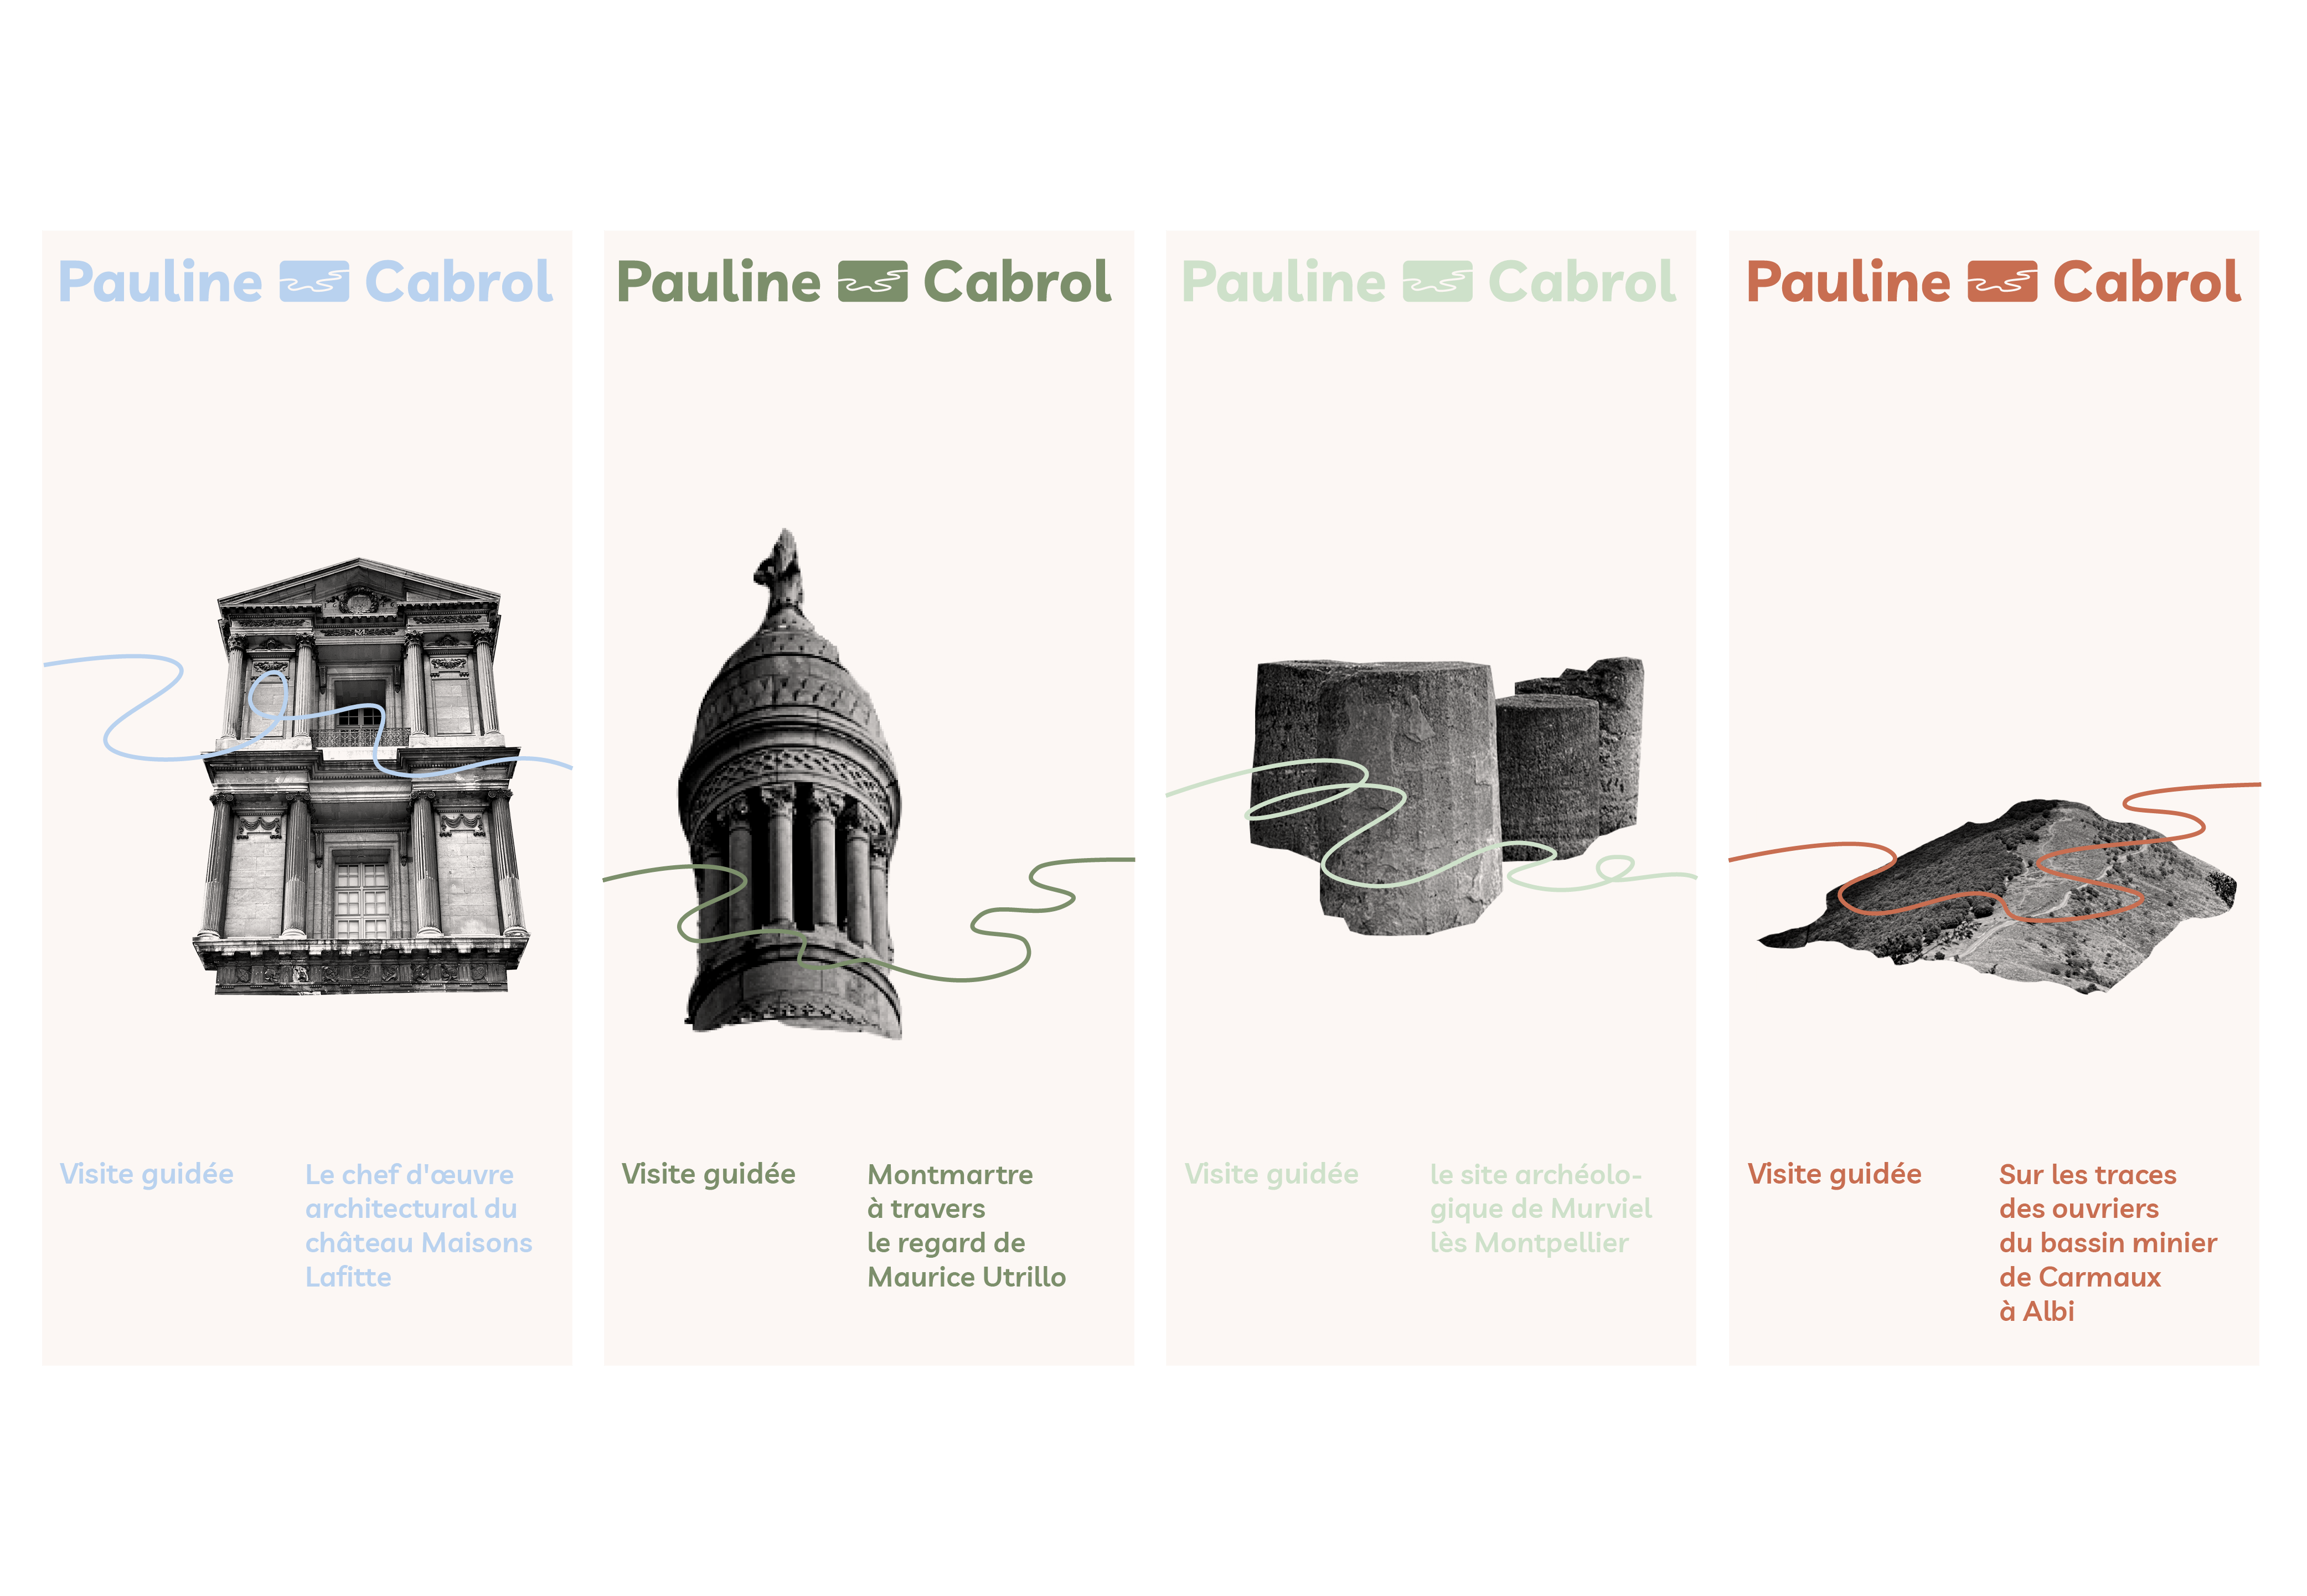 Pauline Cabrol
Visite guidée
Le chef d'œuvre
architectural du
château Maisons
Lafitte
Pauline Cabrol
Visite guidée
Montmartre
à travers
le regard de
Maurice Utrillo
Pauline Cabrol
Visite guidée
le site archéolo-
gique de Murviel
lès Montpellier
Pauline Cabrol
Visite guidée
Sur les traces
des ouvriers
du bassin minier
de Carmaux
à Albi